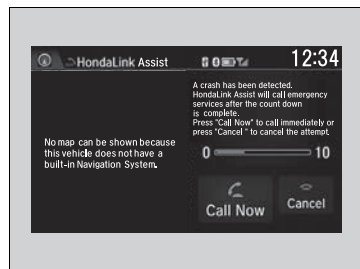 HondaLink Assist
12:34
A crash has been detected.
HondaLink Assist will call emergency
services after the count down
is complete.
Press "Call Now" to call immediately or
press "Cancel " to cancel the attempt.
No map can be shown because
this vehicle does not have a
built-in Navigation System.
0 10
Call Now
Cancel